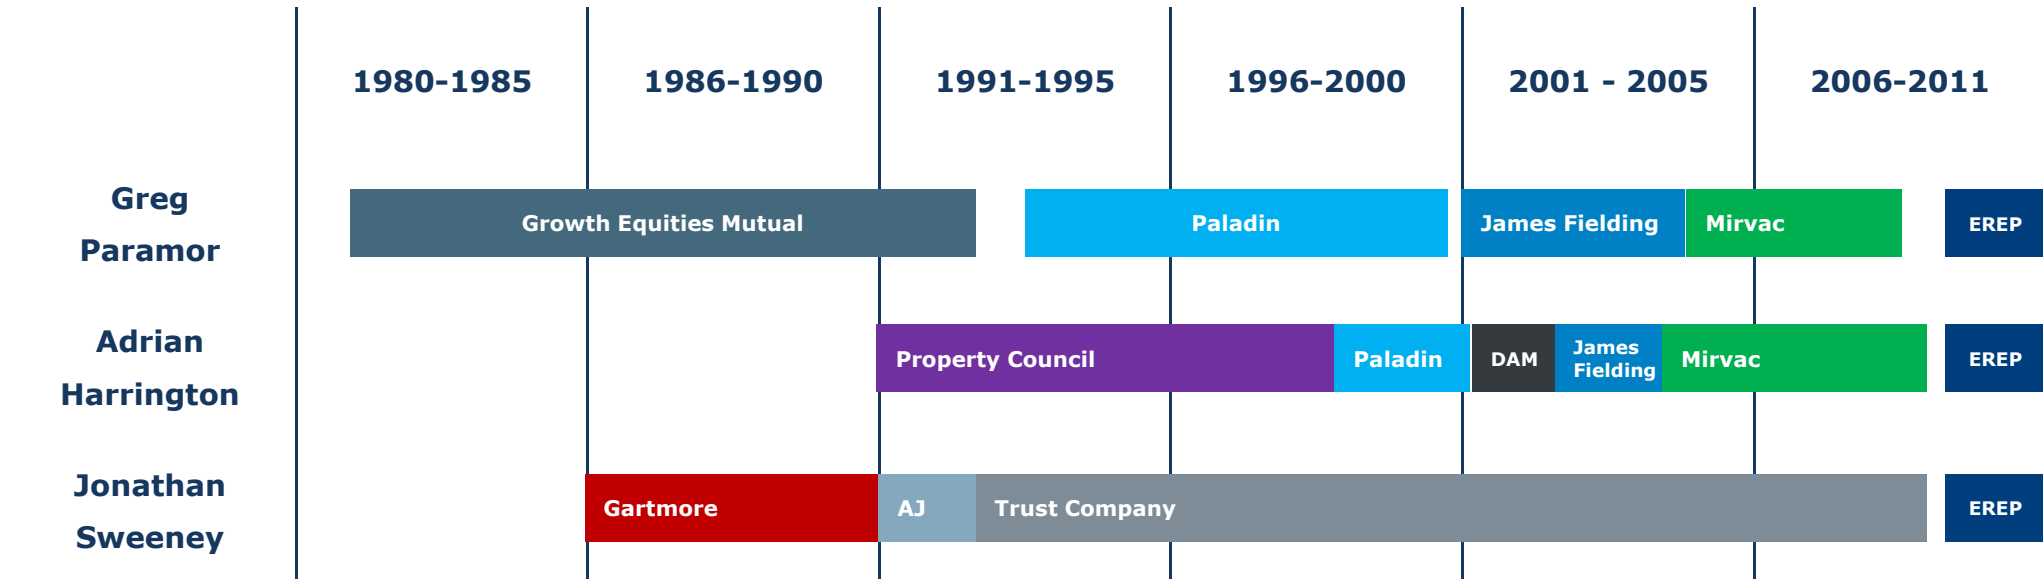 1980-1985 1986-1990 1991-1995 1996-2000 2001 - 2005 2006-2011
Greg
Paramor
Growth Equities Mutual Paladin James Fielding Mirvac EREP
Adrian
Harrington
Property Council Paladin DAM James
Fielding Mirvac EREP
Jonathan
Sweeney
Gartmore AJ Trust Company EREP